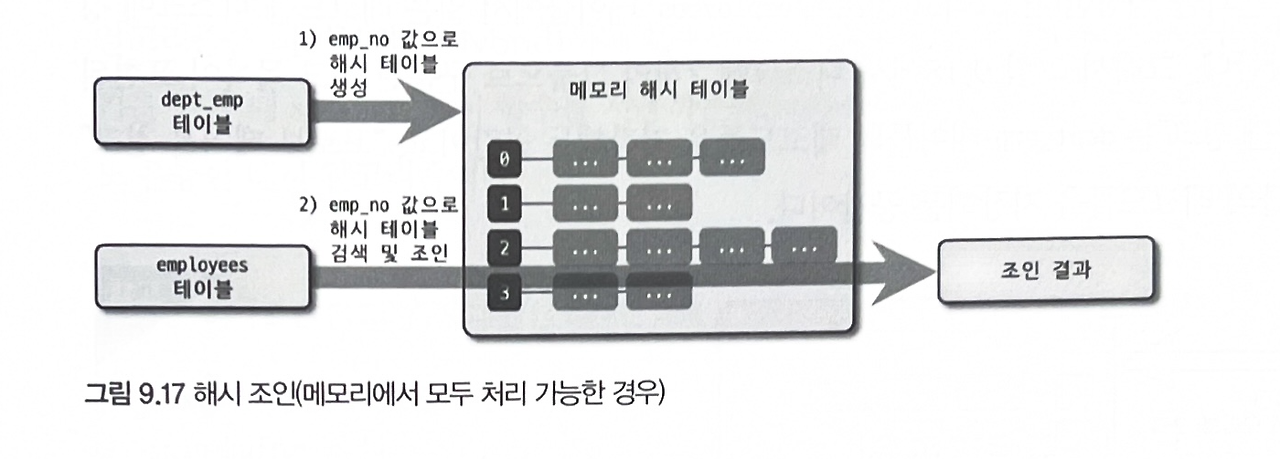 1) emp_no 값으로
해시 테이블
생성
dept_emp
테이블
메모리 해시 테이블
0 ... ... ...
1 ... ...
2) emp_no 값으로
해시 테이블
검색 및 조인
2 ... ... ... ...
employees
테이블
3 ... ...
조인 결과
그림 9.17 해시 조인(메모리에서 모두 처리 가능한 경우)